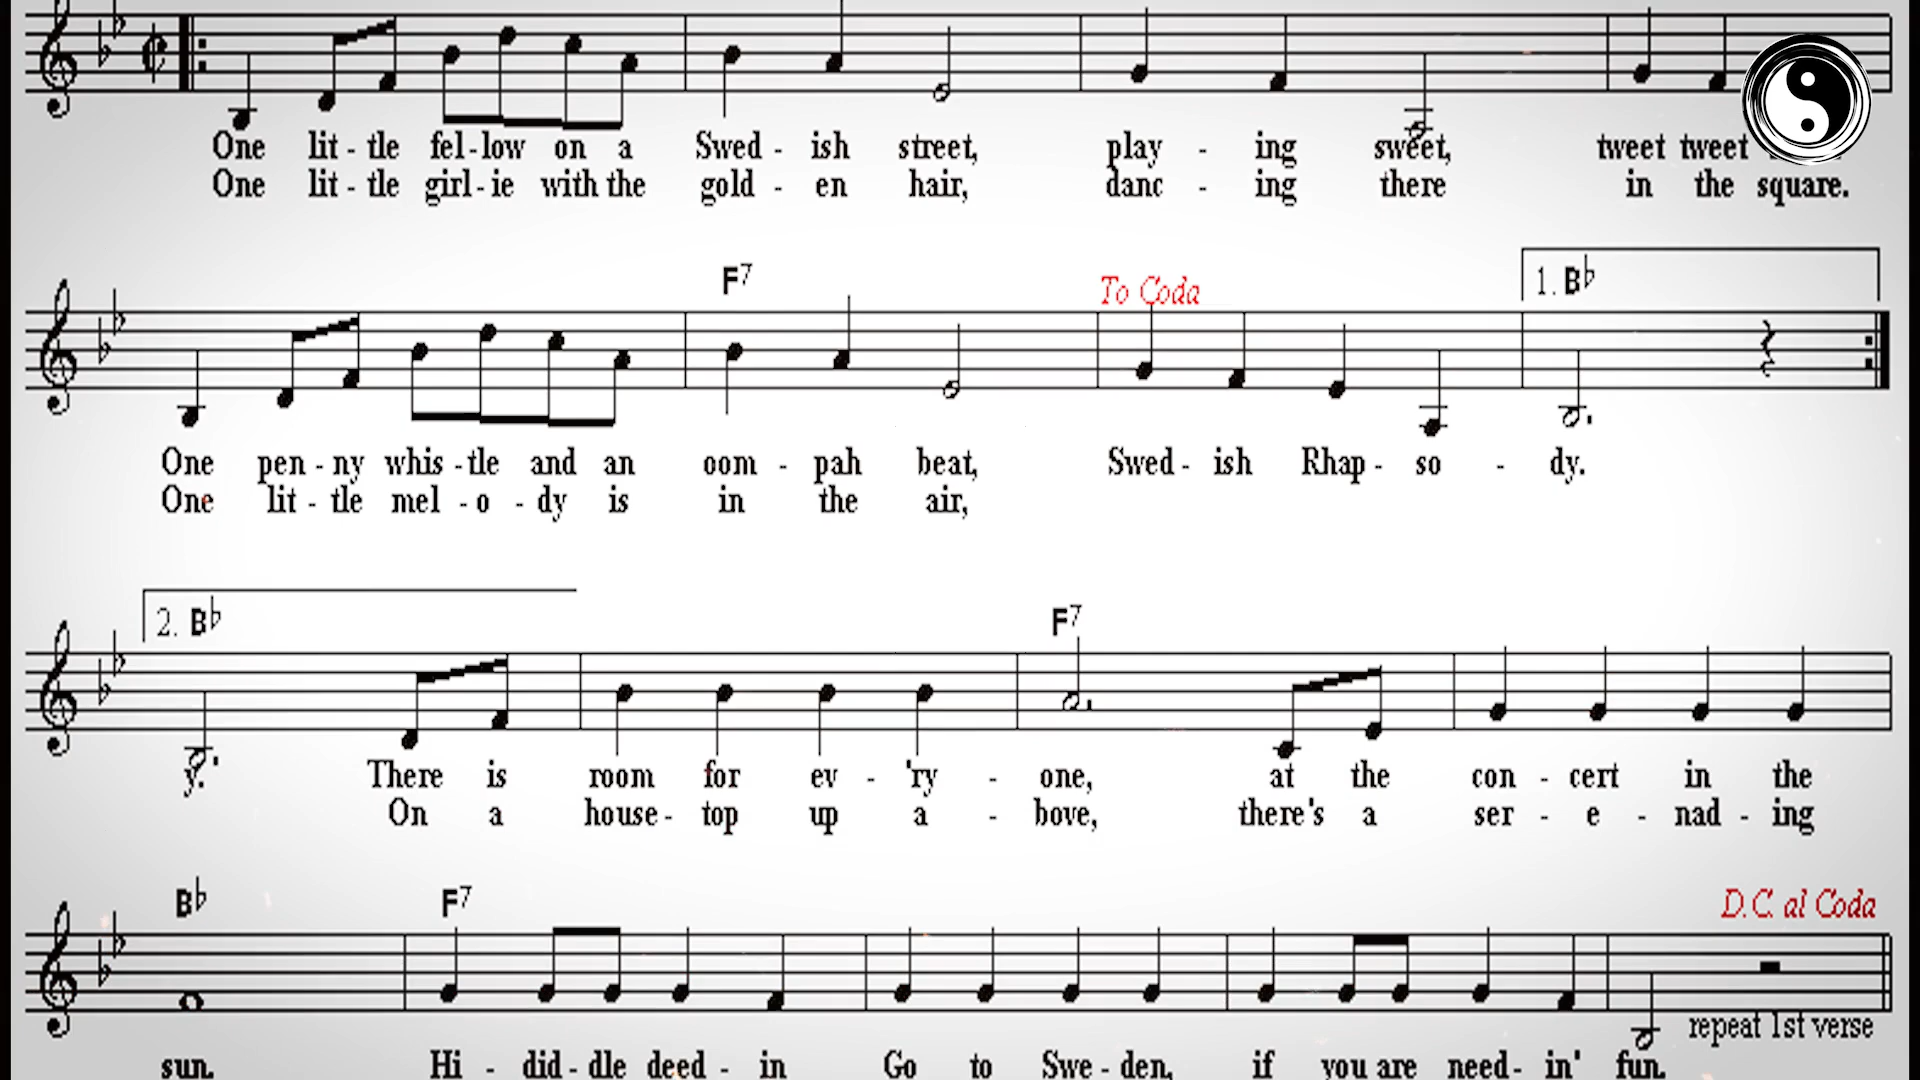 One lit - tle fel - low on a Swed - ish street, play - ing sweet, tweet tweet
One lit - tle girl - ie with the gold - en hair, danc - ing there in the square.
F7 To Coda 1. B♭
One pen - ny whis - tle and an oom - pah beat, Swed - ish Rhap - so - dy.
One lit - tle mel - o - dy is in the air,
2. B♭ F7
y. There is room for ev - 'ry - one, at the con - cert in the
On a house - top up a - bove, there's a ser - e - nad - ing
B♭ F7 D.C. al Coda
repeat 1st verse
sun. Hi - did - dle deed - in Go to Swe - den, if you are need - in' fun.